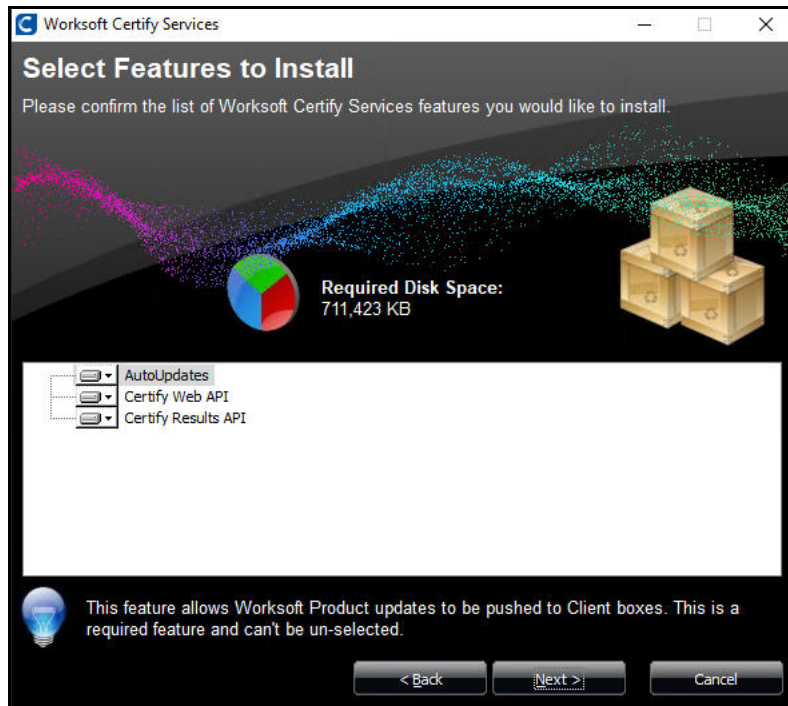 Worksoft Certify Services
Select Features to Install
Please confirm the list of Worksoft Certify Services features you would like to install.
Required Disk Space:
711,423 KB
AutoUpdates
Certify Web API
Certify Results API
This feature allows Worksoft Product updates to be pushed to Client boxes. This is a
required feature and can't be un-selected.
< Back
Next >
Cancel